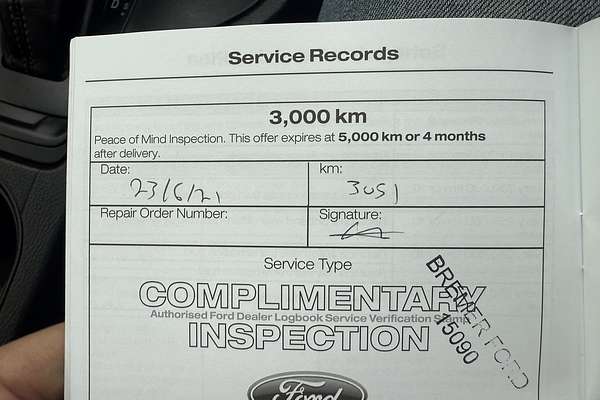 Service Records
3,000 km
Peace of Mind Inspection. This offer expires at 5,000 km or 4 months
after delivery.
Date:
23/6/21
km:
3051
Repair Order Number:
Signature:
Service Type
COMPLIMENTARY
Authorised Ford Dealer Logbook Service Verification Stamp
INSPECTION
BREMER FORD
15090
Ford